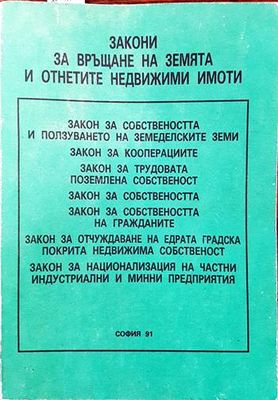 ЗАКОНИ
ЗА ВРЪЩАНЕ НА ЗЕМЯТА
И ОТНЕТИТЕ НЕДВИЖИМИ ИМОТИ
ЗАКОН ЗА СОБСТВЕНОСТТА
И ПОЛЗУВАНЕТО НА ЗЕМЕДЕЛСКИТЕ ЗЕМИ
ЗАКОН ЗА КООПЕРАЦИИТЕ
ЗАКОН ЗА ТРУДОВАТА
ПОЗЕМЛЕНА СОБСТВЕНОСТ
ЗАКОН ЗА СОБСТВЕНОСТТА
ЗАКОН ЗА СОБСТВЕНОСТТА
НА ГРАЖДАНИТЕ
ЗАКОН ЗА ОТЧУЖДАВАНЕ НА ЕДРАТА ГРАДСКА
ПОКРИТА НЕДВИЖИМА СОБСТВЕНОСТ
ЗАКОН ЗА НАЦИОНАЛИЗАЦИЯ НА ЧАСТНИ
ИНДУСТРИАЛНИ И МИННИ ПРЕДПРИЯТИЯ
СОФИЯ 91